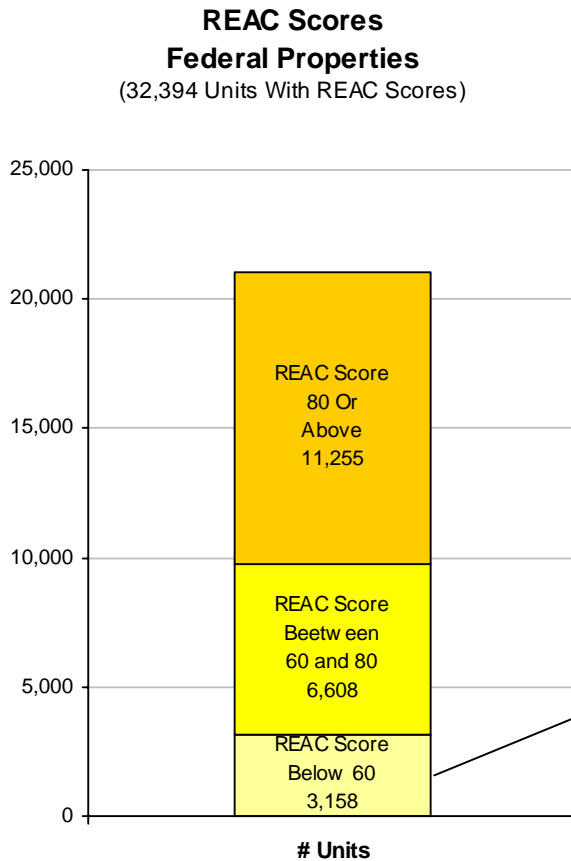 REAC Scores
Federal Properties
(32,394 Units With REAC Scores)
25,000
20,000
15,000
10,000
5,000
0
REAC Score
80 Or
Above
11,255
REAC Score
Beetween
60 and 80
6,608
REAC Score
Below 60
3,158
# Units